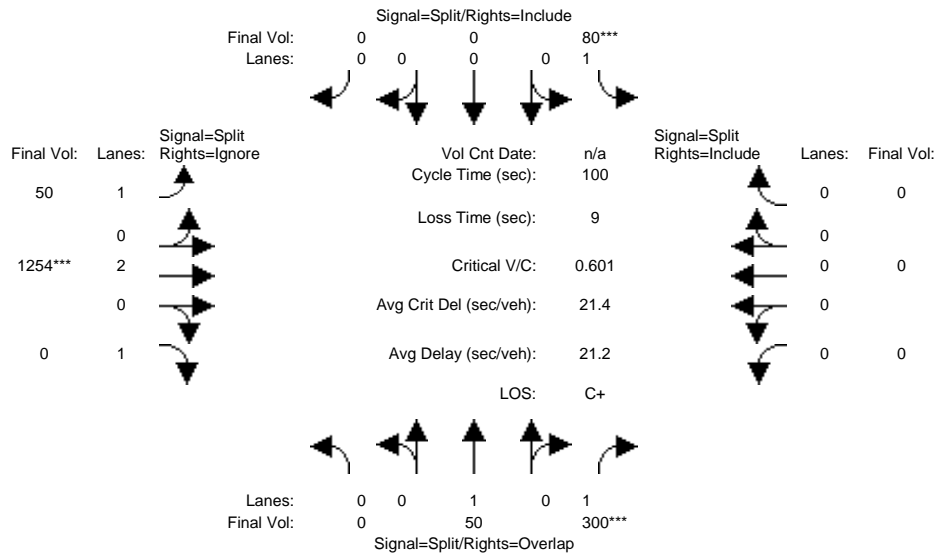 Signal=Split/Rights=Include
Final Vol: 0 0 80***
Lanes: 0 0 0 0 1
Signal=Split
Final Vol: Lanes: Rights=Ignore Vol Cnt Date: n/a Signal=Split
Rights=Include Lanes: Final Vol:
Cycle Time (sec): 100
50 1 0 0
Loss Time (sec): 9
0 0
1254*** 2 Critical V/C: 0.601 0 0
0 Avg Crit Del (sec/veh): 21.4 0
0 1 Avg Delay (sec/veh): 21.2 0 0
LOS: C+
Lanes: 0 0 1 0 1
Final Vol: 0 50 300***
Signal=Split/Rights=Overlap